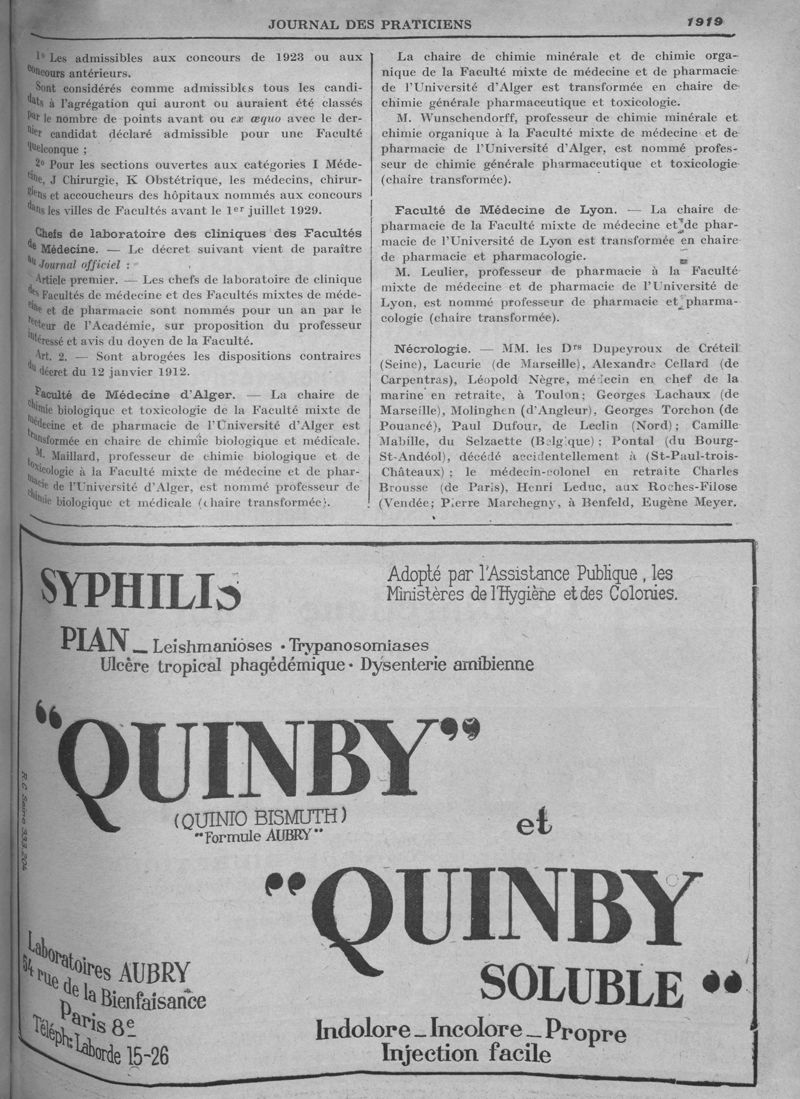 JOURNAL DES PRATICIENS
1919
1º Les admissibles aux concours de 1923 ou aux
concours antérieurs.
Sont considérés comme admissibles tous les candi-
dats à l'agrégation qui auront ou auraient été classés
par le nombre de points avant ou ex æquo avec le der-
nier candidat déclaré admissible pour une Faculté
quelconque ;
2º Pour les sections ouvertes aux catégories I Méde-
cine, J Chirurgie, K Obstétrique, les médecins, chirur-
giens et accoucheurs des hôpitaux nommés aux concours
dans les villes de Facultés avant le 1er juillet 1929.
Chefs de laboratoire des cliniques des Facultés
de Médecine. — Le décret suivant vient de paraître
au Journal officiel :
Article premier. — Les chefs de laboratoire de clinique
des Facultés de médecine et des Facultés mixtes de méde-
cine et de pharmacie sont nommés pour un an par le
recteur de l'Académie, sur proposition du professeur
intéressé et avis du doyen de la Faculté.
Art. 2. — Sont abrogées les dispositions contraires
du décret du 12 janvier 1912.
Faculté de Médecine d'Alger. — La chaire de
chimie biologique et toxicologie de la Faculté mixte de
médecine et de pharmacie de l'Université d'Alger est
transformée en chaire de chimie biologique et médicale.
M. Maillard, professeur de chimie biologique et de
toxicologie à la Faculté mixte de médecine et de phar-
macie de l'Université d'Alger, est nommé professeur de
chimie biologique et médicale (chaire transformée).
La chaire de chimie minérale et de chimie orga-
nique de la Faculté mixte de médecine et de pharmacie
de l'Université d'Alger est transformée en chaire de
chimie générale pharmaceutique et toxicologie.
M. Wunschendorff, professeur de chimie minérale et
chimie organique à la Faculté mixte de médecine et de
pharmacie de l'Université d'Alger, est nommé profes-
seur de chimie générale pharmaceutique et toxicologie
(chaire transformée).
Faculté de Médecine de Lyon. — La chaire de
pharmacie de la Faculté mixte de médecine et de phar-
macie de l'Université de Lyon est transformée en chaire
de pharmacie et pharmacologie.
M. Leulier, professeur de pharmacie à la Faculté
mixte de médecine et de pharmacie de l'Université de
Lyon, est nommé professeur de pharmacie et pharma-
cologie (chaire transformée).
Nécrologie. — MM. les Drs Dupeyroux de Créteil
(Seine), Lacurie (de Marseille), Alexandre Cellard (de
Carpentras), Léopold Nègre, médecin en chef de la
marine en retraite, à Toulon; Georges Lachaux (de
Marseille), Molinghen (d'Angleur), Georges Torchon (de
Pouancé), Paul Dufour, de Leclin (Nord) ; Camille
Mabille, du Selzaette (Belgique) ; Pontal (du Bourg-
St-Andéol), décédé accidentellement à (St-Paul-trois-
Châteaux) ; le médecin-colonel en retraite Charles
Brousse (de Paris), Henri Leduc, aux Roches-Filose
(Vendée; Pierre Marchegny, à Benfeld, Eugène Meyer.
SYPHILIS
Adopté par l'Assistance Publique, les
Ministères de l'Hygiène et des Colonies.
PIAN _ Leishmanióses • Trypanosomiases
Ulcère tropical phagédémique • Dysenterie amibienne
"QUINBY"
(QUINIO BISMUTH)
"Formule AUBRY"
et
"QUINBY
SOLUBLE "
R.C. Seine 333.204
Laboratoires AUBRY
54 rue de la Bienfaisance
Paris 8e
Téléph: Laborde 15-26
Indolore _ Incolore _ Propre
Injection facile